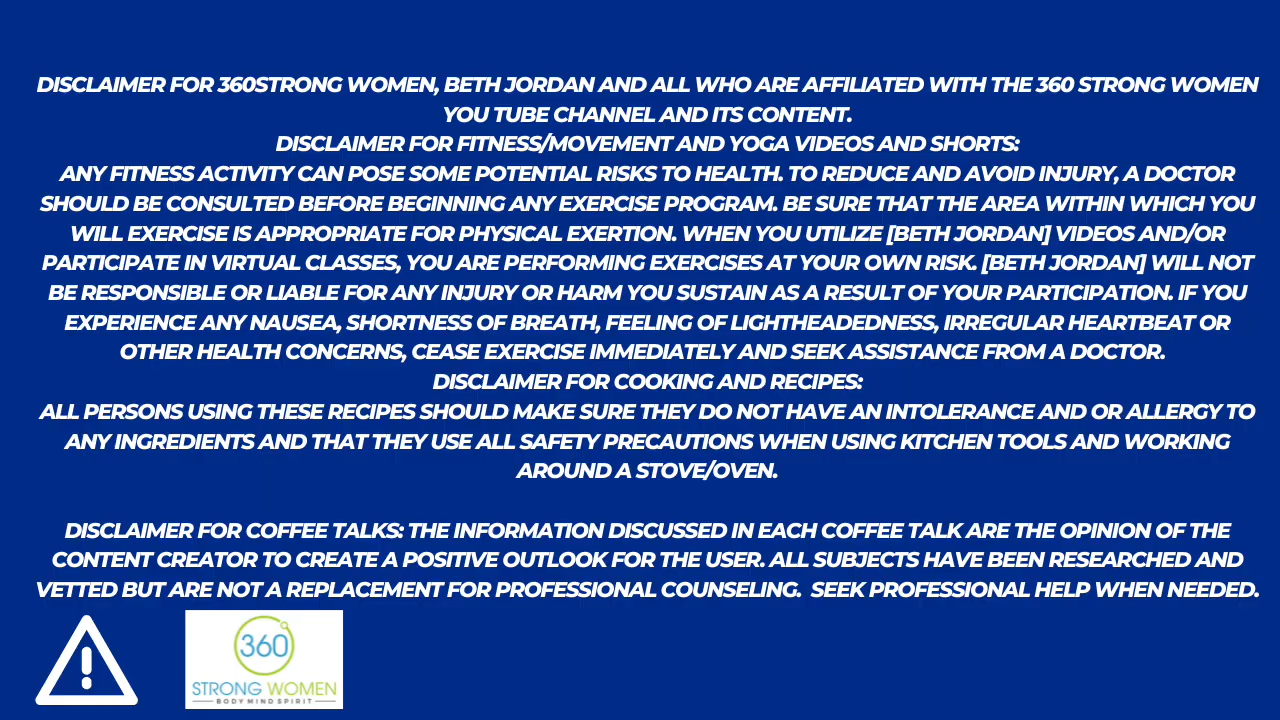 DISCLAIMER FOR 360STRONG WOMEN, BETH JORDAN AND ALL WHO ARE AFFILIATED WITH THE 360 STRONG WOMEN
YOU TUBE CHANNEL AND ITS CONTENT.
DISCLAIMER FOR FITNESS/MOVEMENT AND YOGA VIDEOS AND SHORTS:
ANY FITNESS ACTIVITY CAN POSE SOME POTENTIAL RISKS TO HEALTH. TO REDUCE AND AVOID INJURY, A DOCTOR
SHOULD BE CONSULTED BEFORE BEGINNING ANY EXERCISE PROGRAM. BE SURE THAT THE AREA WITHIN WHICH YOU
WILL EXERCISE IS APPROPRIATE FOR PHYSICAL EXERTION. WHEN YOU UTILIZE [BETH JORDAN] VIDEOS AND/OR
PARTICIPATE IN VIRTUAL CLASSES, YOU ARE PERFORMING EXERCISES AT YOUR OWN RISK. [BETH JORDAN] WILL NOT
BE RESPONSIBLE OR LIABLE FOR ANY INJURY OR HARM YOU SUSTAIN AS A RESULT OF YOUR PARTICIPATION. IF YOU
EXPERIENCE ANY NAUSEA, SHORTNESS OF BREATH, FEELING OF LIGHTHEADEDNESS, IRREGULAR HEARTBEAT OR
OTHER HEALTH CONCERNS, CEASE EXERCISE IMMEDIATELY AND SEEK ASSISTANCE FROM A DOCTOR.
DISCLAIMER FOR COOKING AND RECIPES:
ALL PERSONS USING THESE RECIPES SHOULD MAKE SURE THEY DO NOT HAVE AN INTOLERANCE AND OR ALLERGY TO
ANY INGREDIENTS AND THAT THEY USE ALL SAFETY PRECAUTIONS WHEN USING KITCHEN TOOLS AND WORKING
AROUND A STOVE/OVEN.
DISCLAIMER FOR COFFEE TALKS: THE INFORMATION DISCUSSED IN EACH COFFEE TALK ARE THE OPINION OF THE
CONTENT CREATOR TO CREATE A POSITIVE OUTLOOK FOR THE USER. ALL SUBJECTS HAVE BEEN RESEARCHED AND
VETTED BUT ARE NOT A REPLACEMENT FOR PROFESSIONAL COUNSELING. SEEK PROFESSIONAL HELP WHEN NEEDED.
360
STRONG WOMEN
BODY MIND SPIRIT